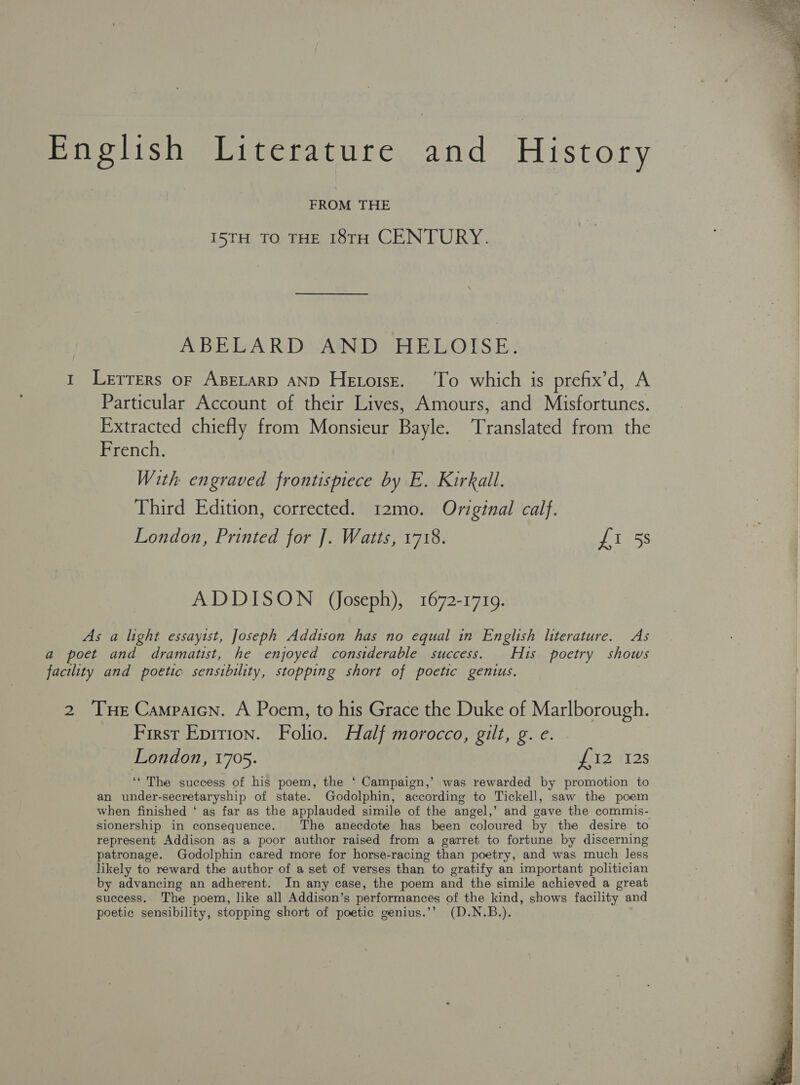 English Literature and History
FROM THE
15TH TO THE 18TH CENTURY.
ABELARD AND HELOISE.
1 LETTERS OF ABELARD AND HELOISE. To which is prefix'd, A
Particular Account of their Lives, Amours, and Misfortunes.
Extracted chiefly from Monsieur Bayle. Translated from the
French.
With engraved frontispiece by E. Kirkall.
Third Edition, corrected. 12mo. Original calf.
London, Printed for J. Watts, 1718. £1 5s
ADDISON (Joseph), 1672-1719.
As a light essayist, Joseph Addison has no equal in English literature. As
a poet and dramatist, he enjoyed considerable success. His poetry shows
facility and poetic sensibility, stopping short of poetic genius.
2 THE CAMPAIGN. A Poem, to his Grace the Duke of Marlborough.
FIRST EDITION. Folio. Half morocco, gilt, g. e.
London, 1705. £12 12s
“The success of his poem, the ‘Campaign,’ was rewarded by promotion to
an under-secretaryship of state. Godolphin, according to Tickell, saw the poem
when finished ‘as far as the applauded simile of the angel,’ and gave the commis-
sionership in consequence. The anecdote has been coloured by the desire to
represent Addison as a poor author raised from a garret to fortune by discerning
patronage. Godolphin cared more for horse-racing than poetry, and was much less
likely to reward the author of a set of verses than to gratify an important politician
by advancing an adherent. In any case, the poem and the simile achieved a great
success. The poem, like all Addison's performances of the kind, shows facility and
poetic sensibility, stopping short of poetic genius.” (D.N.B.).